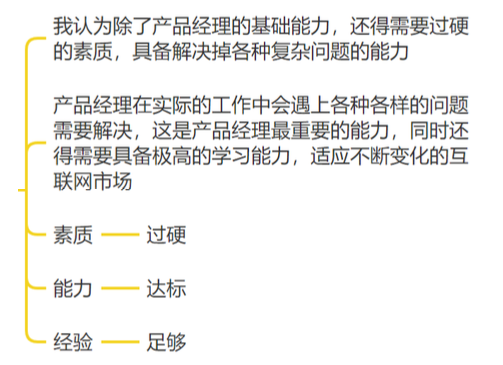 我认为除了产品经理的基础能力，还得需要过硬
的素质，具备解决掉各种复杂问题的能力
产品经理在实际的工作中会遇上各种各样的问题
需要解决，这是产品经理最重要的能力，同时还
得需要具备极高的学习能力，适应不断变化的互
联网市场
素质 过硬
能力 达标
经验 足够